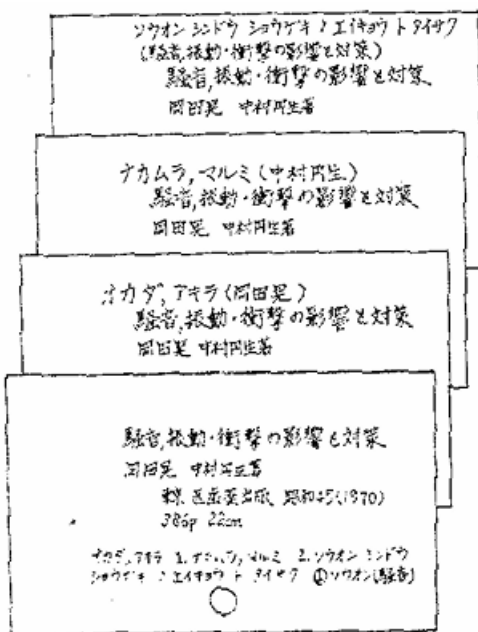 ソウオン シンドウ ショウゲキ ノ エイキョウ ト タイサク
(騒音,振動・衝撃の影響と対策)
騒音,振動・衝撃の影響と対策
岡田晃 中村円生著
ナカムラ,マルミ(中村円生)
騒音,振動・衝撃の影響と対策
岡田晃 中村円生著
オカダ,アキラ(岡田晃)
騒音,振動・衝撃の影響と対策
岡田晃 中村円生著
騒音,振動・衝撃の影響と対策
岡田晃 中村円生著
東京 医歯薬出版 昭和45(1970)
386p 22cm
オカダ,アキラ 1. ナカムラ,マルミ 2. ソウオン シンドウ
ショウゲキ ノ エイキョウ ト タイサク ①ソウオン(騒音)